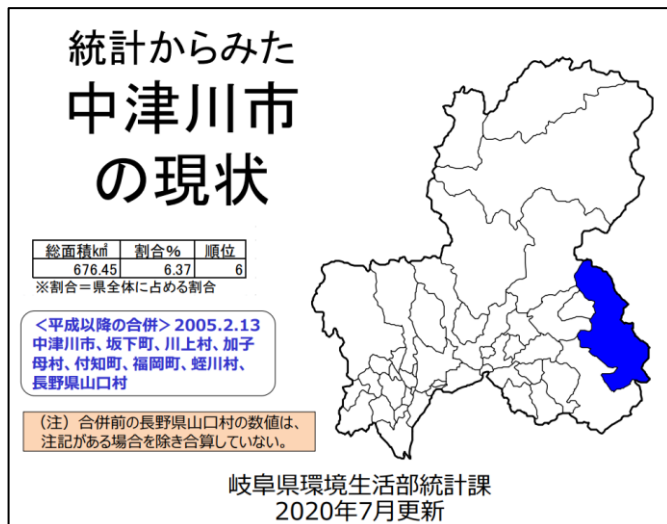 統計からみた
中津川市
の現状
総面積㎢ 割合% 順位
676.45 6.37 6
※割合=県全体に占める割合
＜平成以降の合併＞2005.2.13
中津川市、坂下町、川上村、加子
母村、付知町、福岡町、蛭川村、
長野県山口村
（注）合併前の長野県山口村の数値は、
注記がある場合を除き合算していない。
岐阜県環境生活部統計課
2020年7月更新